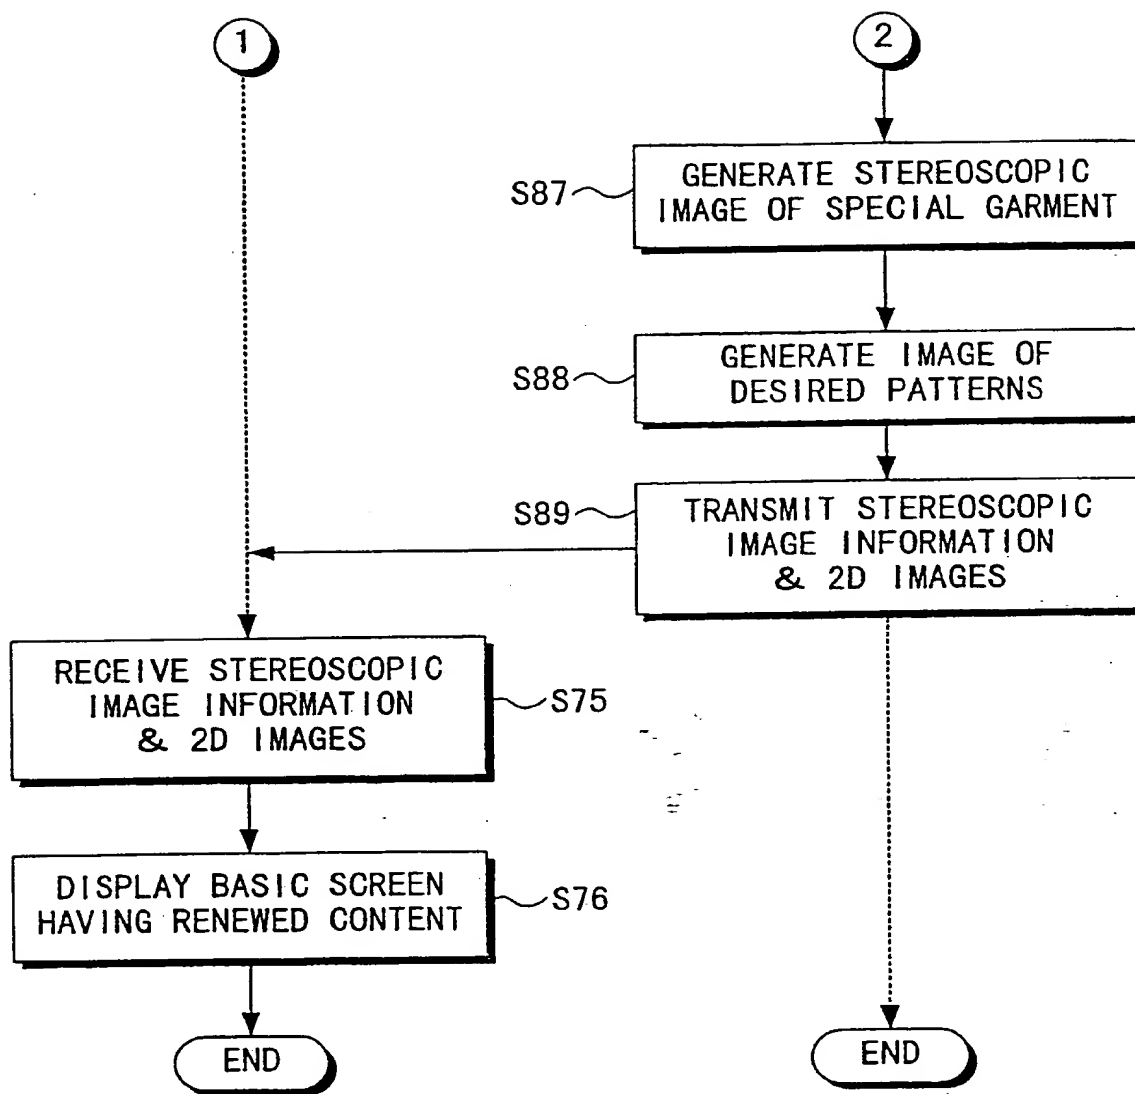 1
2
S87
GENERATE STEREOSCOPIC
IMAGE OF SPECIAL GARMENT
S88
GENERATE IMAGE OF
DESIRED PATTERNS
S89
TRANSMIT STEREOSCOPIC
IMAGE INFORMATION
& 2D IMAGES
RECEIVE STEREOSCOPIC
IMAGE INFORMATION
& 2D IMAGES
S75
DISPLAY BASIC SCREEN
HAVING RENEWED CONTENT
S76
END
END